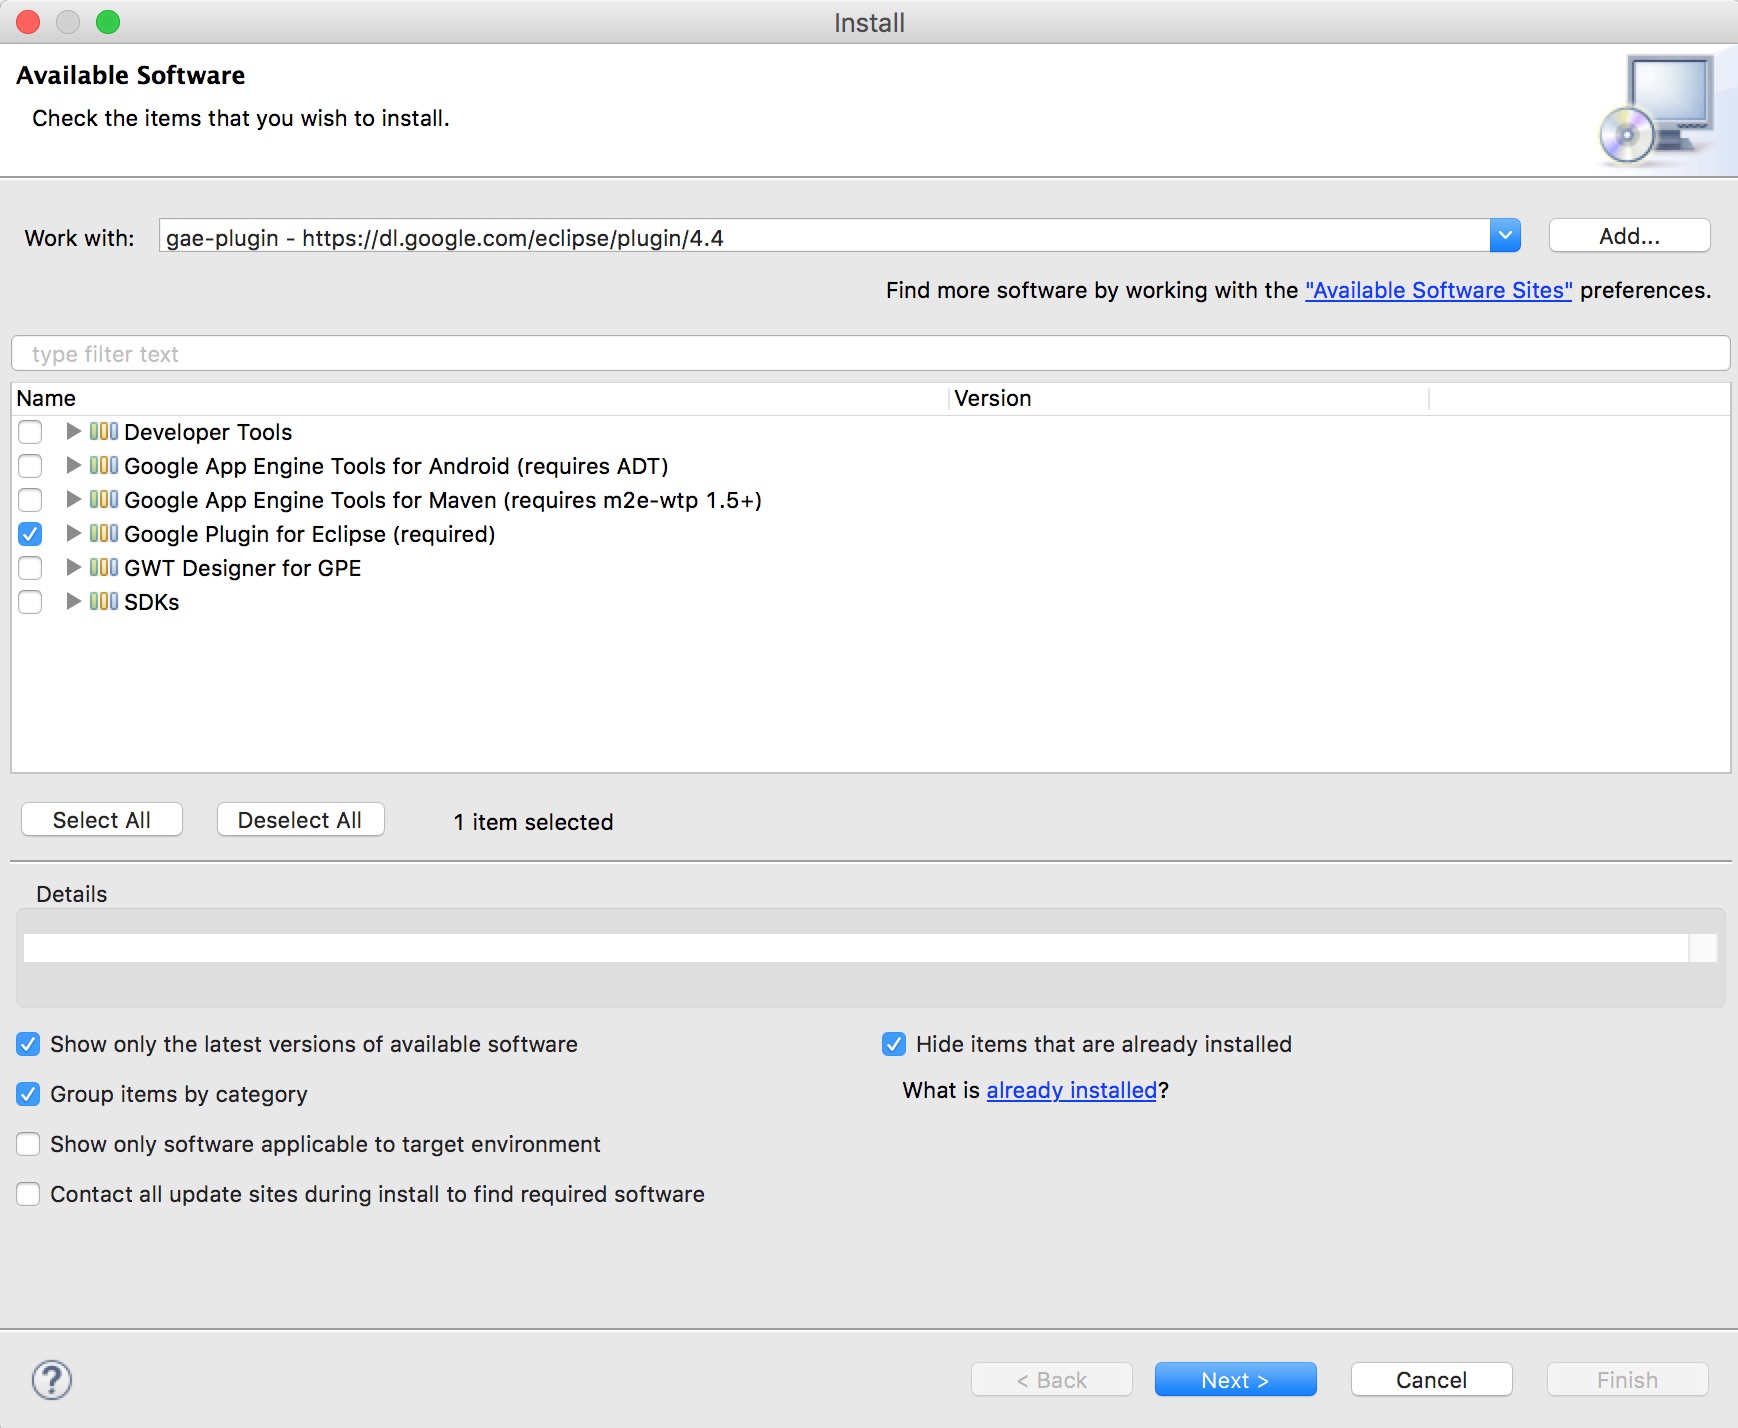 Install
Available Software
Check the items that you wish to install.
Work with: gae-plugin - https://dl.google.com/eclipse/plugin/4.4 Add...
Find more software by working with the "Available Software Sites" preferences.
type filter text
Name Version
Developer Tools
Google App Engine Tools for Android (requires ADT)
Google App Engine Tools for Maven (requires m2e-wtp 1.5+)
Google Plugin for Eclipse (required)
GWT Designer for GPE
SDKs
Select All Deselect All 1 item selected
Details
Show only the latest versions of available software Hide items that are already installed
Group items by category What is already installed?
Show only software applicable to target environment
Contact all update sites during install to find required software
? < Back Next > Cancel Finish